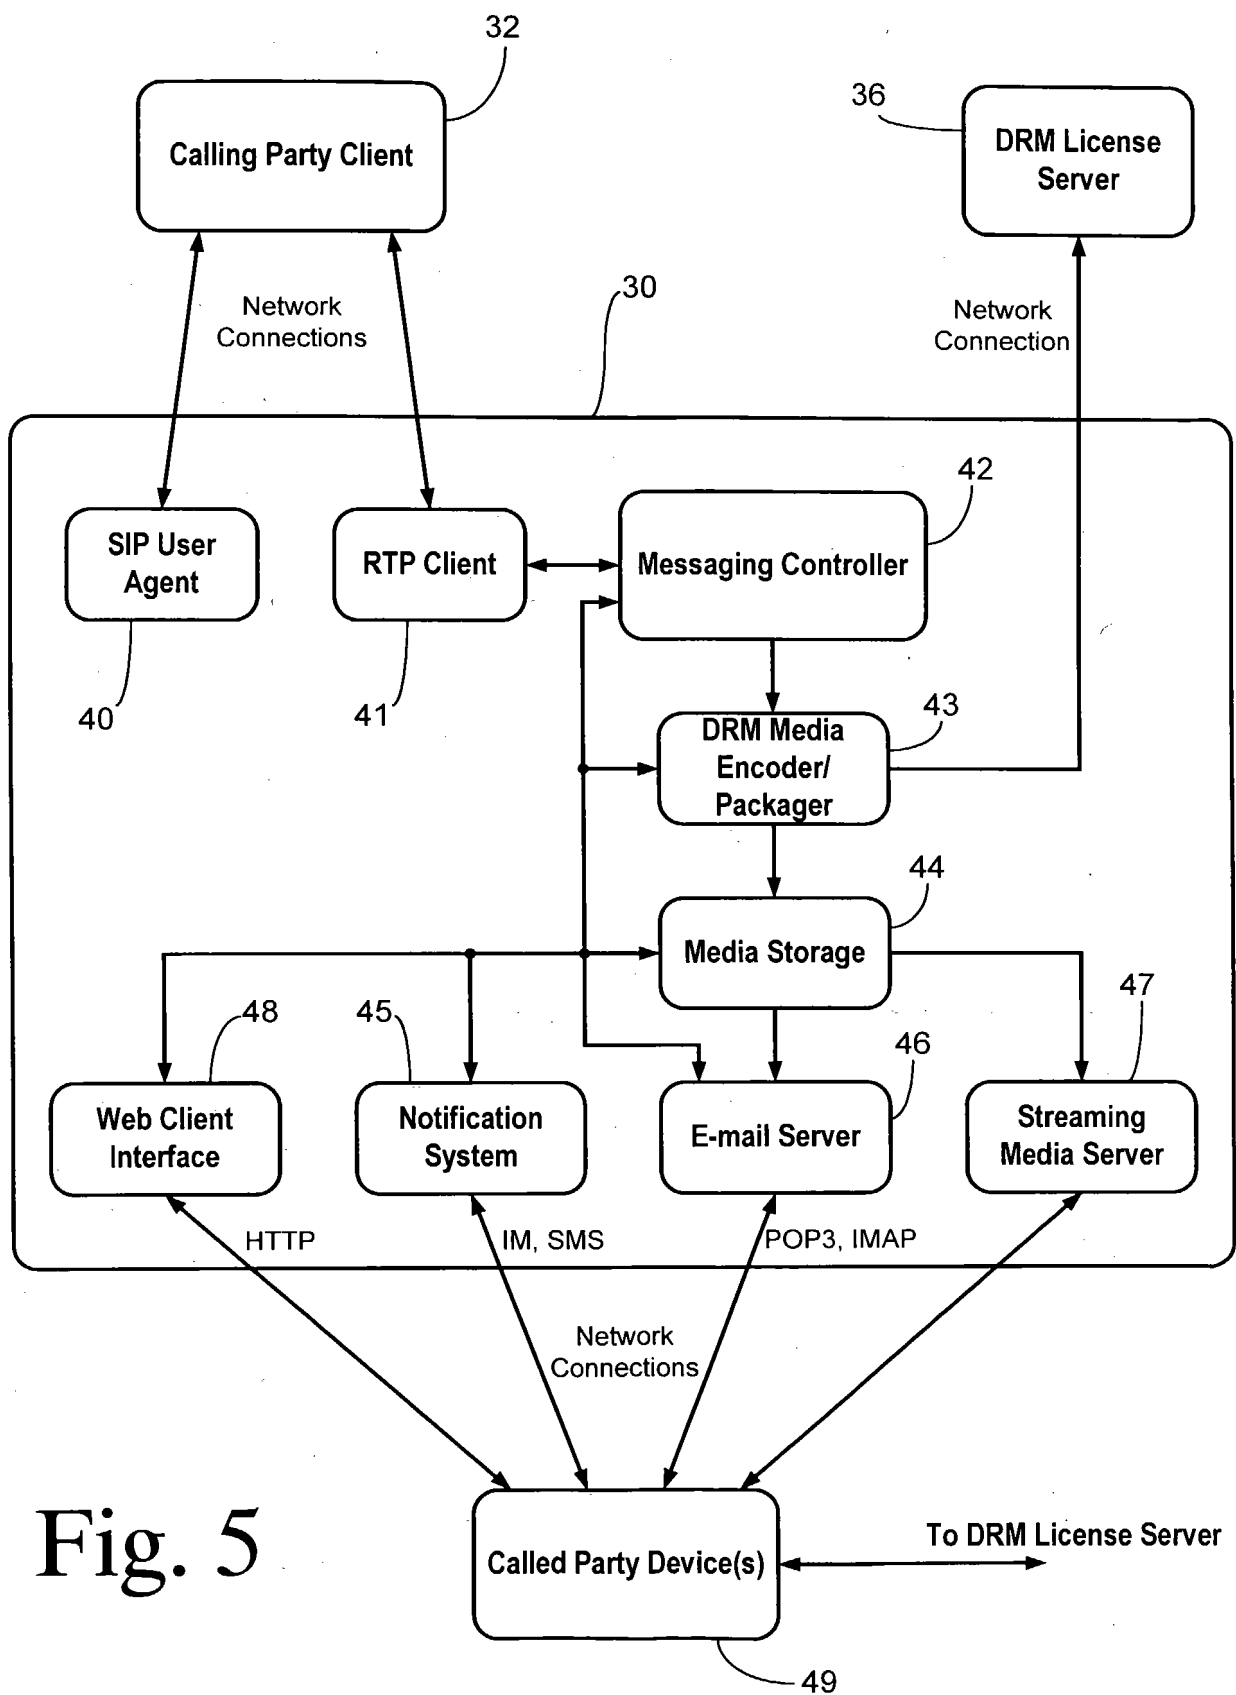 32
Calling Party Client
36
DRM License
Server
Network
Connections
30
Network
Connection
42
SIP User
Agent
RTP Client
Messaging Controller
40
41
43
DRM Media
Encoder/
Packager
44
Media Storage
48
45
46
47
Web Client
Interface
Notification
System
E-mail Server
Streaming
Media Server
HTTP
IM, SMS
POP3, IMAP
Network
Connections
Fig. 5
Called Party Device(s)
To DRM License Server
49